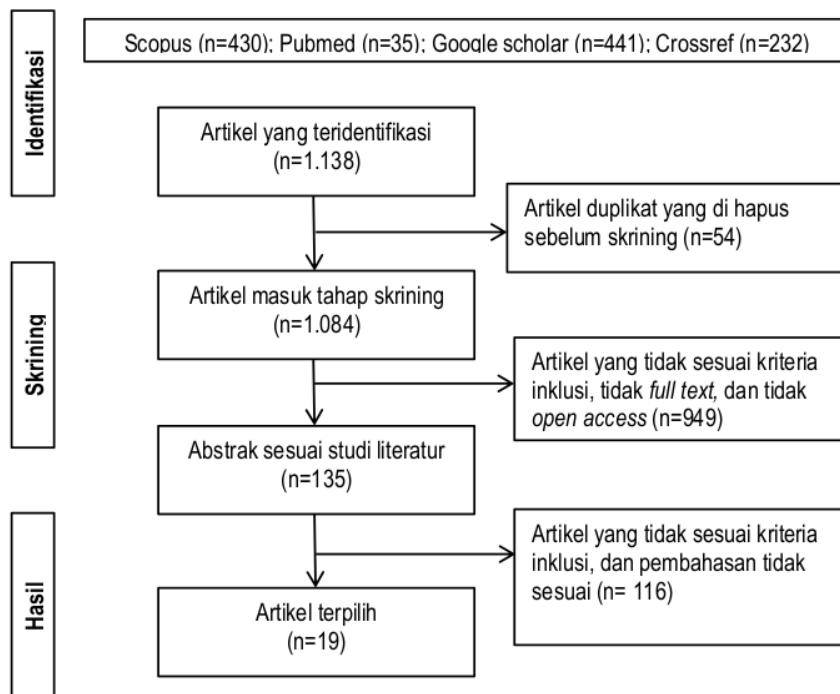 Identifikasi
Scopus (n=430); Pubmed (n=35); Google scholar (n=441); Crossref (n=232)
Artikel yang teridentifikasi
(n=1.138)
Artikel duplikat yang di hapus
sebelum skrining (n=54)
Skrining
Artikel masuk tahap skrining
(n=1.084)
Artikel yang tidak sesuai kriteria
inklusi, tidak full text, dan tidak
open access (n=949)
Abstrak sesuai studi literatur
(n=135)
Hasil
Artikel yang tidak sesuai kriteria
inklusi, dan pembahasan tidak
sesuai (n= 116)
Artikel terpilih
(n=19)